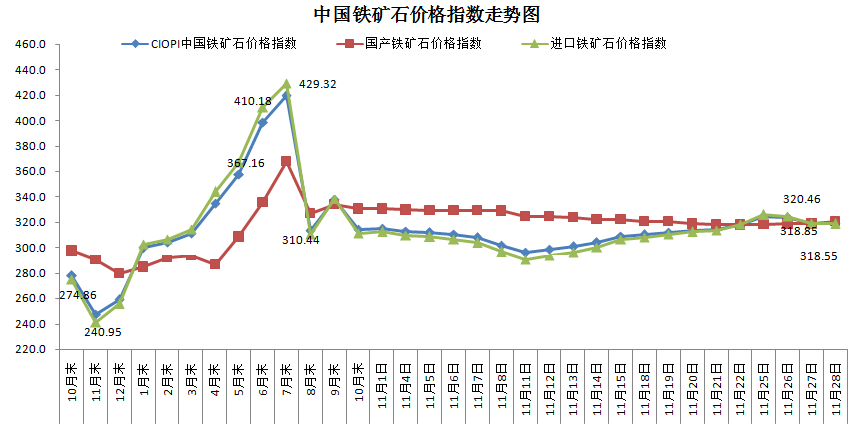 中国铁矿石价格指数走势图
CIOPI中国铁矿石价格指数
国产铁矿石价格指数
进口铁矿石价格指数
460.0
440.0
420.0
400.0
380.0
360.0
340.0
320.0
300.0
280.0
260.0
240.0
220.0
274.86
240.95
367.16
410.18
429.32
310.44
320.46
318.85
318.55
10月末
11月末
12月末
1月末
2月末
3月末
4月末
5月末
6月末
7月末
8月末
9月末
10月末
11月1日
11月4日
11月5日
11月6日
11月7日
11月8日
11月11日
11月12日
11月13日
11月14日
11月15日
11月18日
11月19日
11月20日
11月21日
11月22日
11月25日
11月26日
11月27日
11月28日